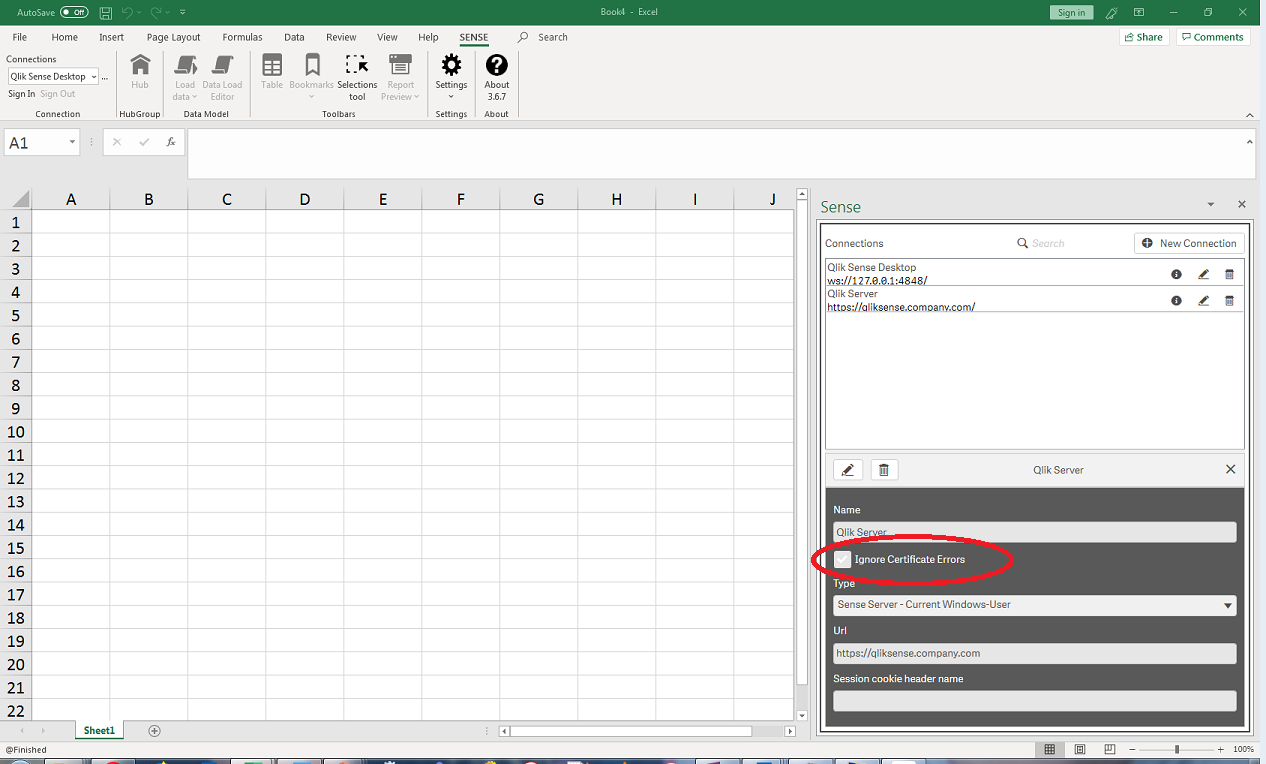 AutoSave Off Book4 - Excel Sign in
File Home Insert Page Layout Formulas Data Review View Help SENSE Search Share Comments
Connections
Qlik Sense Desktop ...
Sign In Sign Out
Connection
Hub
HubGroup
Load data
Data Load Editor
Data Model
Table
Bookmarks
Selections tool
Report Preview
Toolbars
Settings
Settings
About 3.6.7
About
A1 fx
A B C D E F G H I J
1
2
3
4
5
6
7
8
9
10
11
12
13
14
15
16
17
18
19
20
21
22
Sheet1
Sense
Connections Search New Connection
Qlik Sense Desktop
ws://127.0.0.1:4848/
Qlik Server
https://qliksense.company.com/
Qlik Server
Name
Qlik Server
Ignore Certificate Errors
Type
Sense Server - Current Windows-User
Url
https://qliksense.company.com
Session cookie header name
@Finished 100%